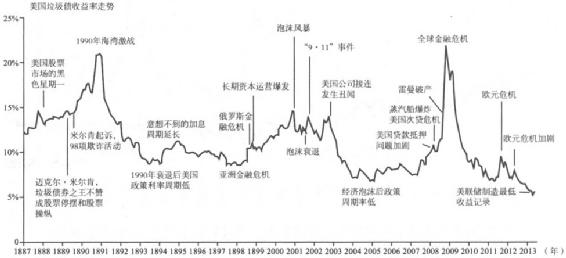 美国垃圾债收益率走势
25%
20%
15%
10%
5%
0
1990年海湾激战
美国股票
市场的黑
色星期一
米尔肯起诉,
98项欺诈活动
迈克尔·米尔肯,
垃圾债券之王不赞
成股票停摆和股票
操纵
意想不到的加息
周期延长
1990年衰退后美国
政策利率周期低
俄罗斯金
融危机
亚洲金融危机
长期资本运营爆发
泡沫风暴
“9·11”事件
泡沫衰退
美国公司接连
发生丑闻
经济泡沫后政策
周期率低
全球金融危机
雷曼破产
蒸汽船爆炸
美国次贷危机
美国贷款抵押
问题加剧
欧元危机
欧元危机加剧
美联储制造最低
收益记录
1887 1988 1989 1890 1891 1892 1893 1894 1995 1996 1997 1998 1999 2000 2001 2002 2003 2004 2005 2006 2007 2008 2009 2010 2011 2012 2013 (年)